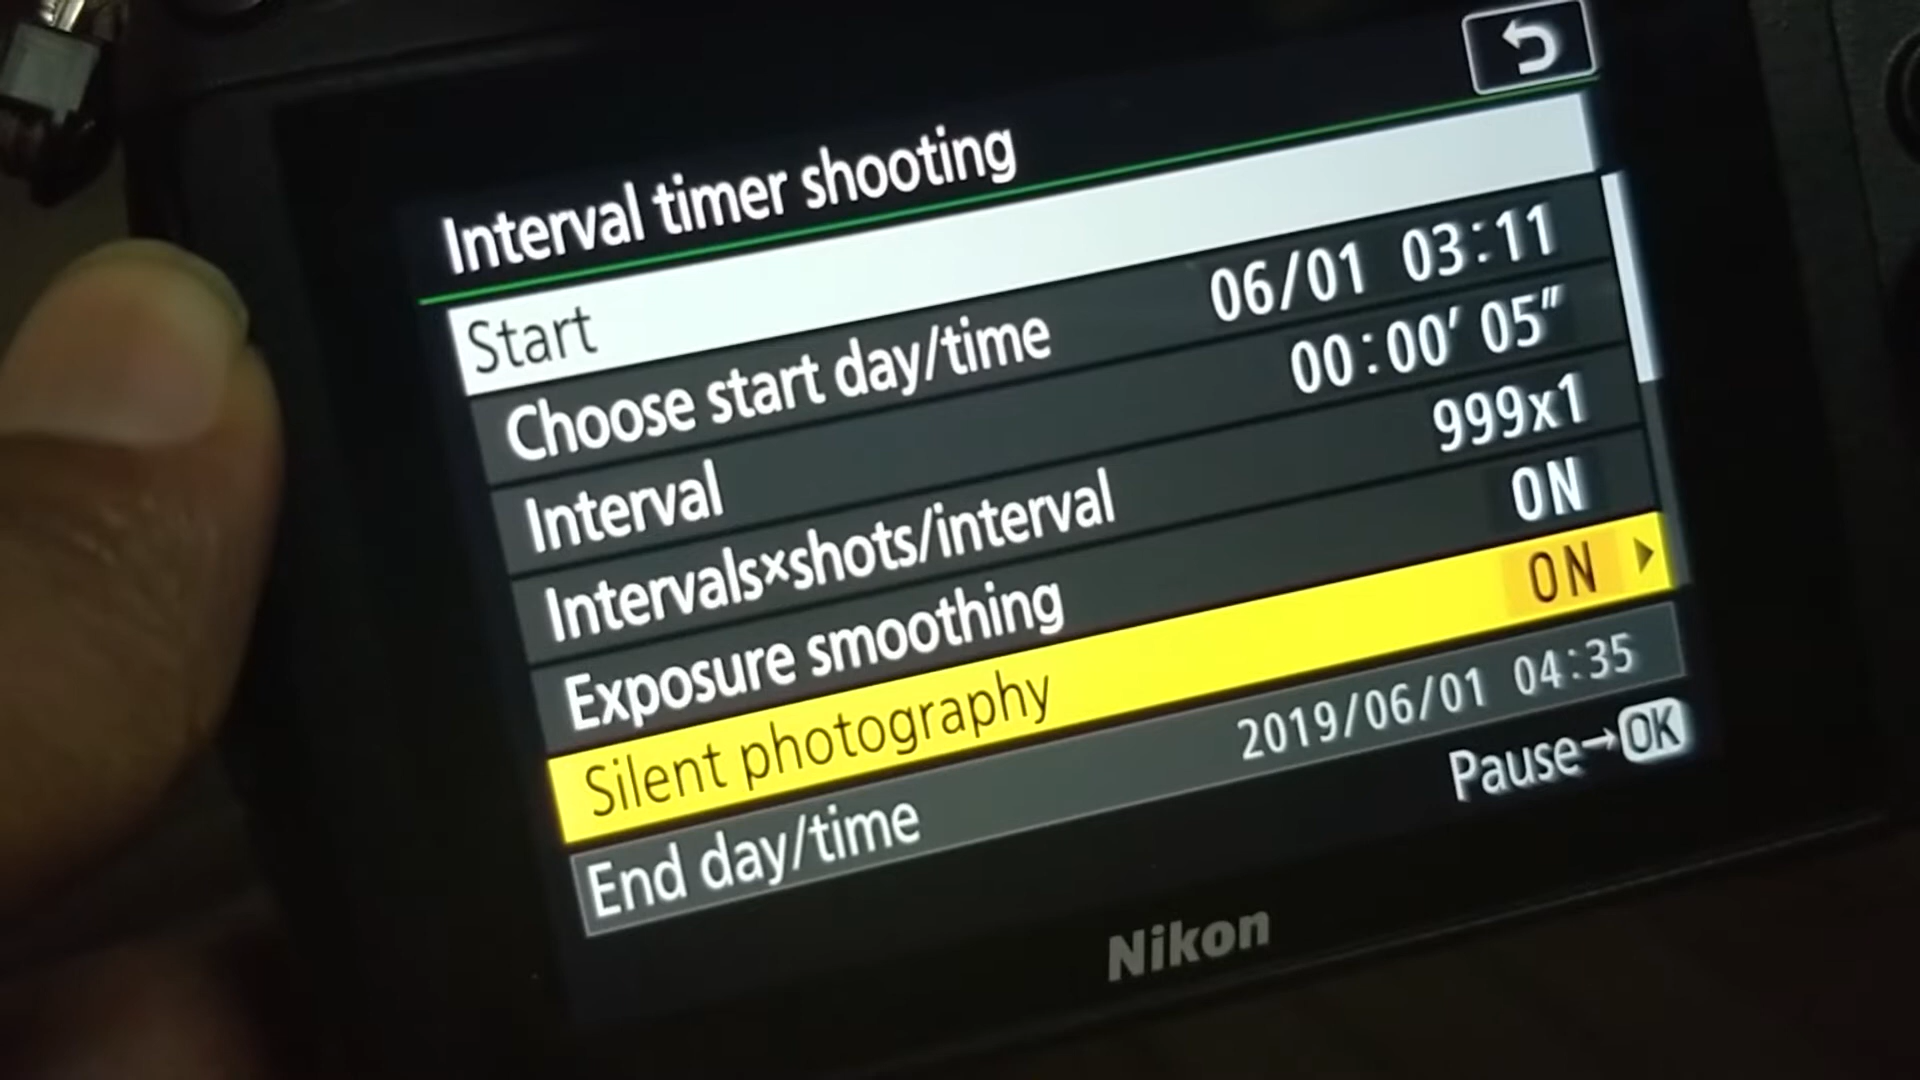 Interval timer shooting
Start
Choose start day/time 06/01 03:11
Interval 00:00′ 05″
Intervals×shots/interval 999x1
Exposure smoothing ON
Silent photography ON
End day/time 2019/06/01 04:35
Pause→OK
Nikon